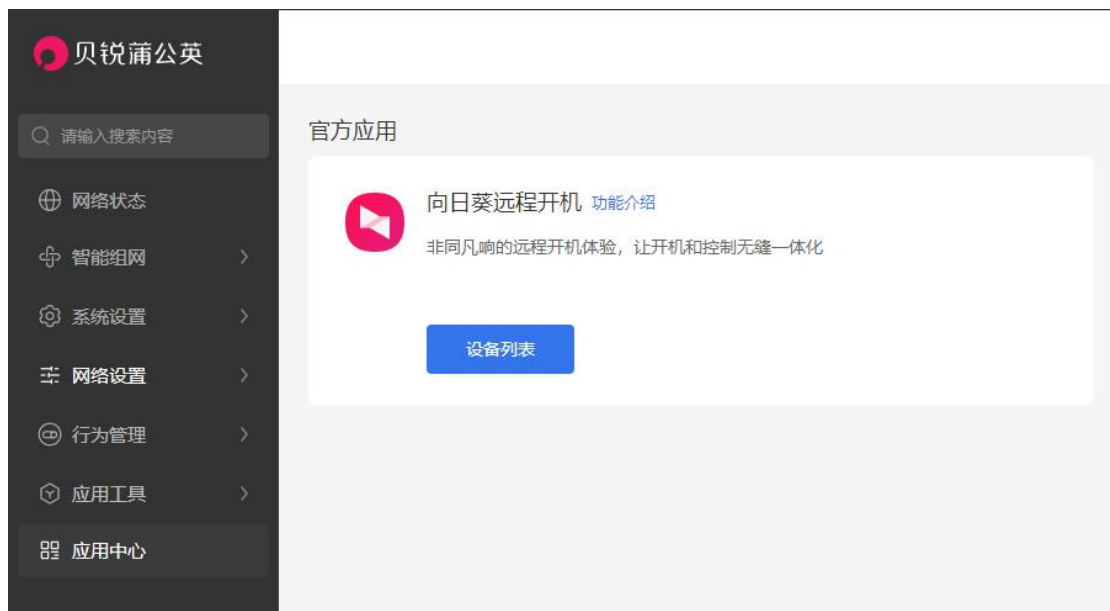 贝锐蒲公英
请输入搜索内容
网络状态
智能组网
系统设置
网络设置
行为管理
应用工具
应用中心
官方应用
向日葵远程开机 功能介绍
非同凡响的远程开机体验，让开机和控制无缝一体化
设备列表